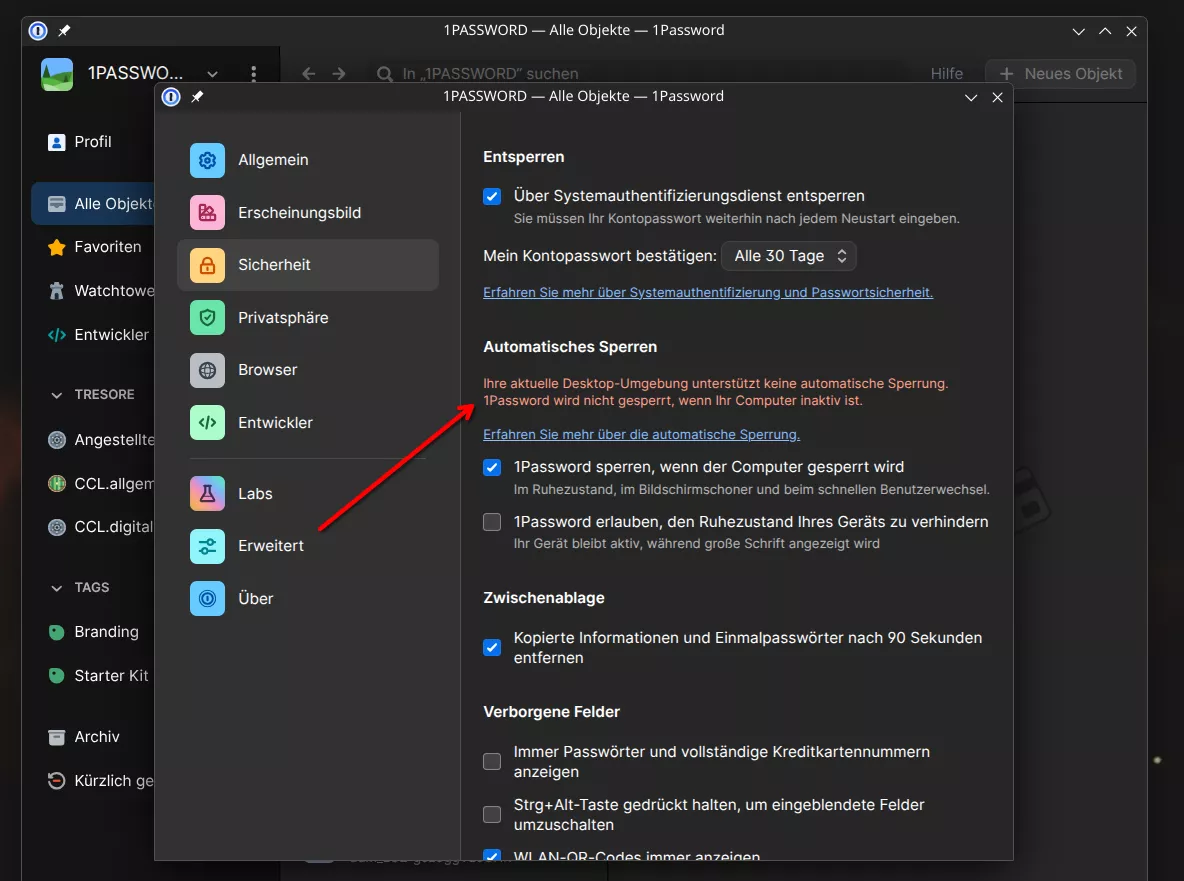 1PASSWORD — Alle Objekte — 1Password
1PASSWO...
In „1PASSWORD" suchen
Hilfe
Neues Objekt
Profil
Alle Objekt
Favoriten
Watchtowe
Entwickler
TRESORE
Angestellte
CCL.allgem
CCL.digital
TAGS
Branding
Starter Kit
Archiv
Kürzlich ge
1PASSWORD — Alle Objekte — 1Password
Allgemein
Erscheinungsbild
Sicherheit
Privatsphäre
Browser
Entwickler
Labs
Erweitert
Über
Entsperren
Über Systemauthentifizierungsdienst entsperren
Sie müssen Ihr Kontopasswort weiterhin nach jedem Neustart eingeben.
Mein Kontopasswort bestätigen: Alle 30 Tage
Erfahren Sie mehr über Systemauthentifizierung und Passwortsicherheit.
Automatisches Sperren
Ihre aktuelle Desktop-Umgebung unterstützt keine automatische Sperrung.
1Password wird nicht gesperrt, wenn Ihr Computer inaktiv ist.
Erfahren Sie mehr über die automatische Sperrung.
1Password sperren, wenn der Computer gesperrt wird
Im Ruhezustand, im Bildschirmschoner und beim schnellen Benutzerwechsel.
1Password erlauben, den Ruhezustand Ihres Geräts zu verhindern
Ihr Gerät bleibt aktiv, während große Schrift angezeigt wird
Zwischenablage
Kopierte Informationen und Einmalpasswörter nach 90 Sekunden
entfernen
Verborgene Felder
Immer Passwörter und vollständige Kreditkartennummern
anzeigen
Strg+Alt-Taste gedrückt halten, um eingeblendete Felder
umzuschalten
WLAN-QR-Codes immer anzeigen